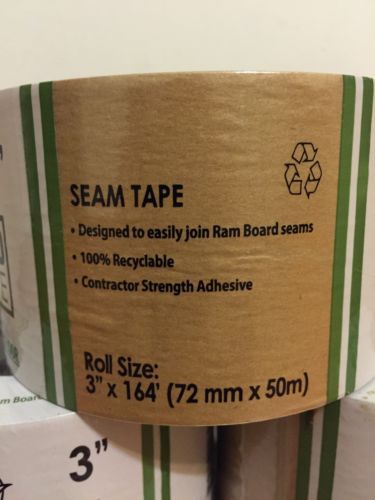 SEAM TAPE
• Designed to easily join Ram Board seams
• 100% Recyclable
• Contractor Strength Adhesive
Roll Size:
3" x 164' (72 mm x 50m)
3"